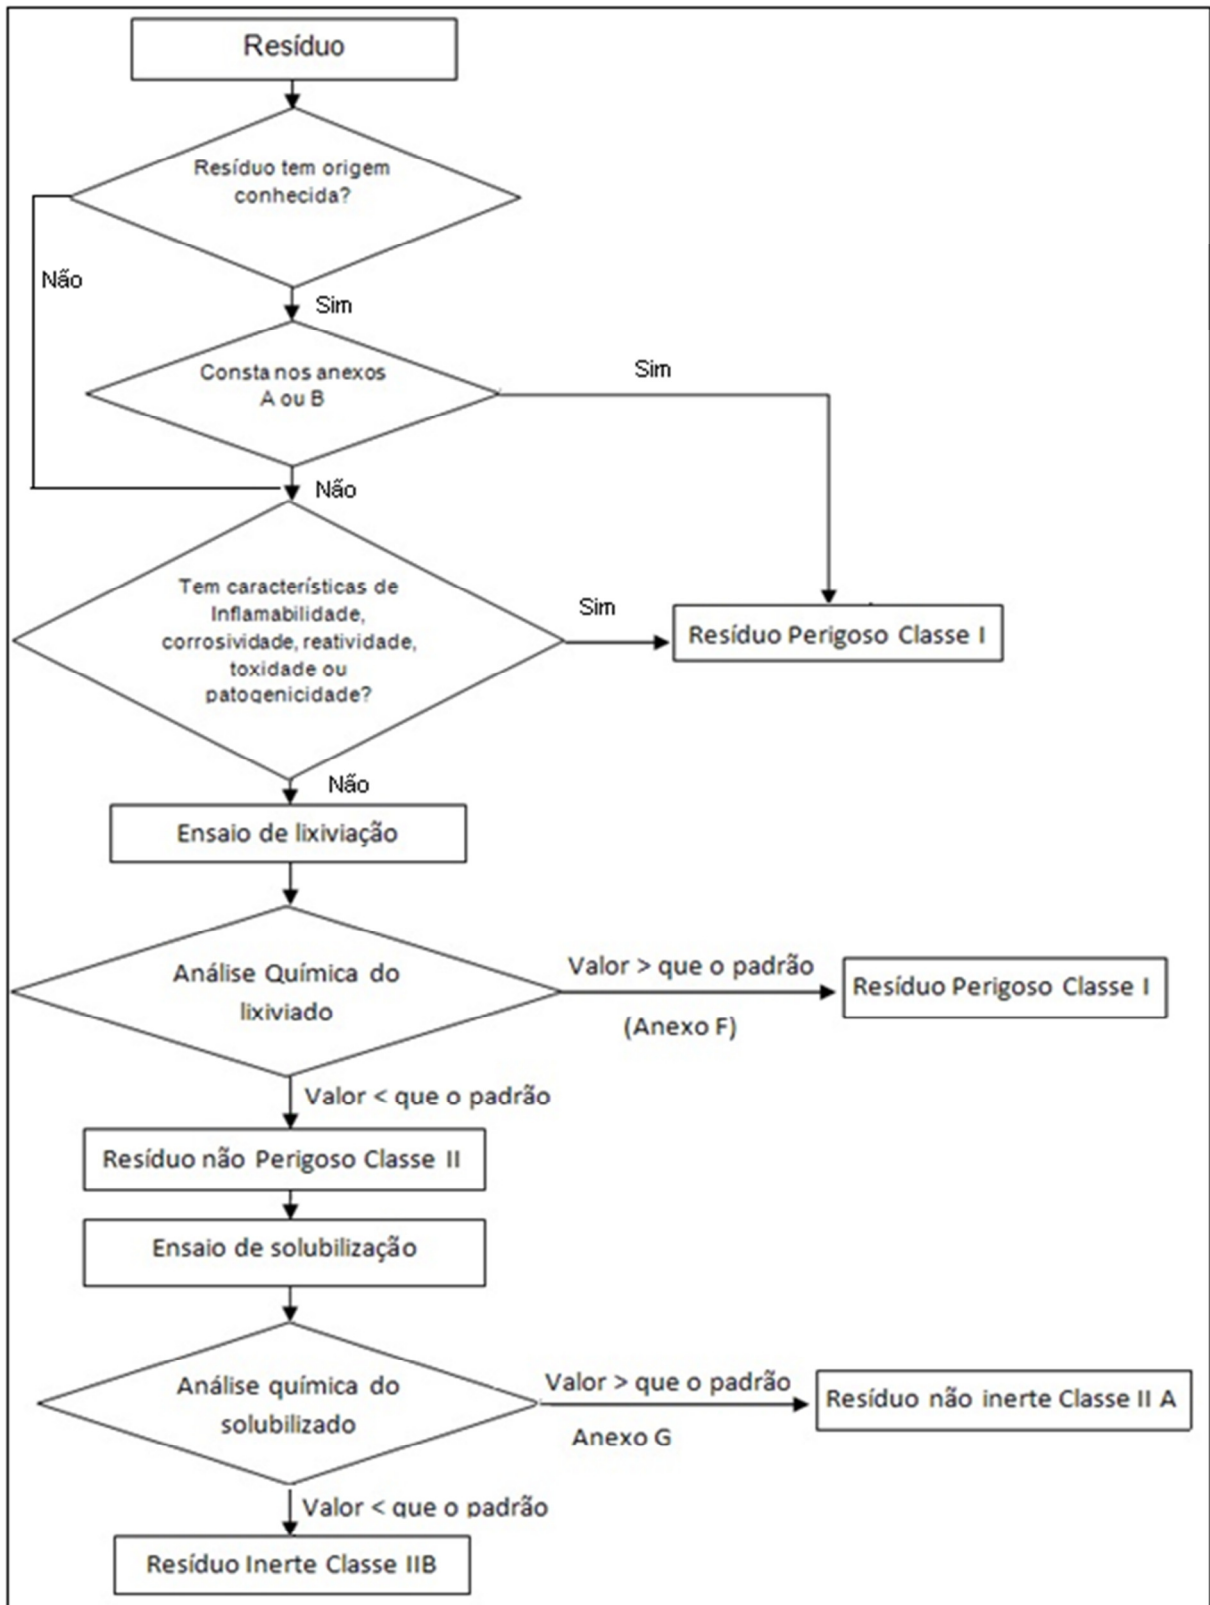 Resíduo
Resíduo tem origem
conhecida?
Não
Sim
Consta nos anexos
A ou B
Sim
Não
Tem características de
Inflamabilidade,
corrosividade, reatividade,
toxidade ou
patogenicidade?
Sim
Resíduo Perigoso Classe I
Não
Ensaio de lixiviação
Análise Química do
lixiviado
Valor > que o padrão
(Anexo F)
Resíduo Perigoso Classe I
Valor < que o padrão
Resíduo não Perigoso Classe II
Ensaio de solubilização
Análise química do
solubilizado
Valor > que o padrão
Anexo G
Resíduo não inerte Classe II A
Valor < que o padrão
Resíduo Inerte Classe IIB